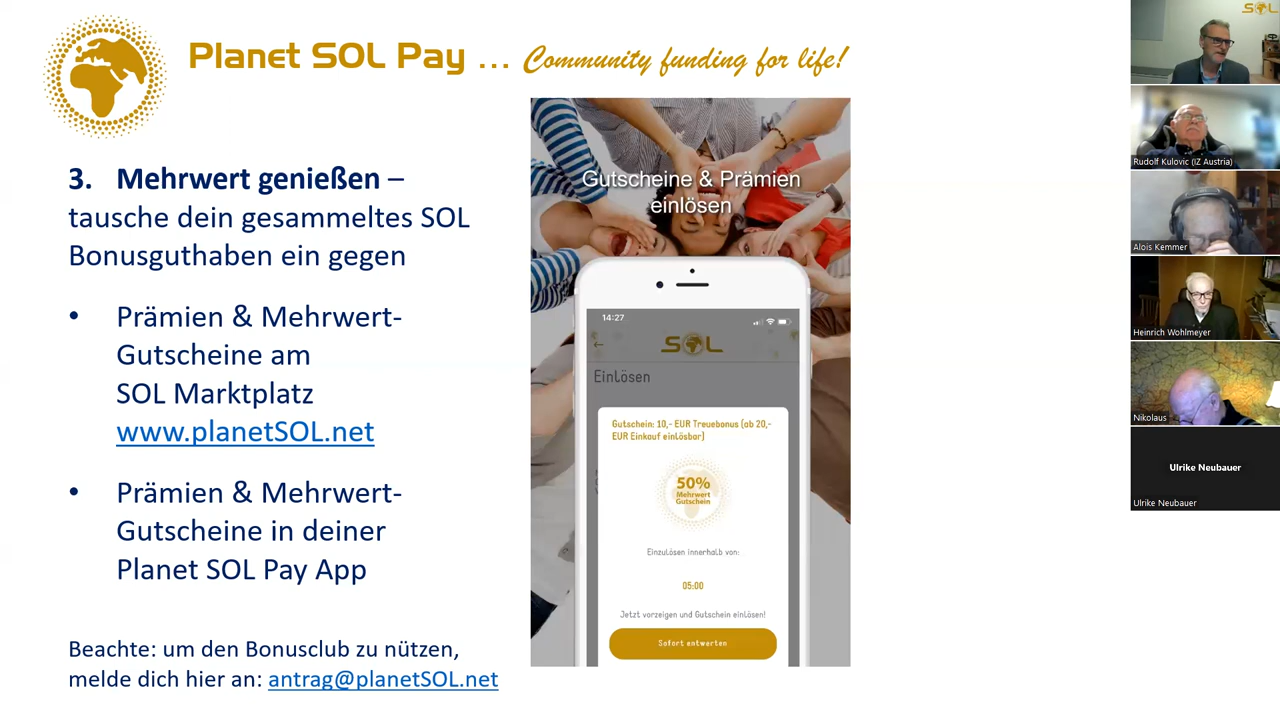 Planet SOL Pay ... Community funding for life!
3. Mehrwert genießen –
tausche dein gesammeltes SOL
Bonusguthaben ein gegen
• Prämien & Mehrwert-
Gutscheine am
SOL Marktplatz
www.planetSOL.net
• Prämien & Mehrwert-
Gutscheine in deiner
Planet SOL Pay App
Beachte: um den Bonusclub zu nützen,
melde dich hier an: antrag@planetSOL.net
Gutscheine & Prämien
einlösen
14:27
SOL
Einlösen
Gutschein: 10,- EUR Treuebonus (ab 20,-
EUR Einkauf einlösbar)
50%
Mehrwert
Gutschein
Einzulösen innerhalb von:
05:00
Jetzt vorzeigen und Gutschein einlösen!
Sofort entwerten
SOL
Rudolf Kulovic (IZ Austria)
Alois Kemmer
Heinrich Wohlmeyer
Nikolaus
Ulrike Neubauer
Ulrike Neubauer